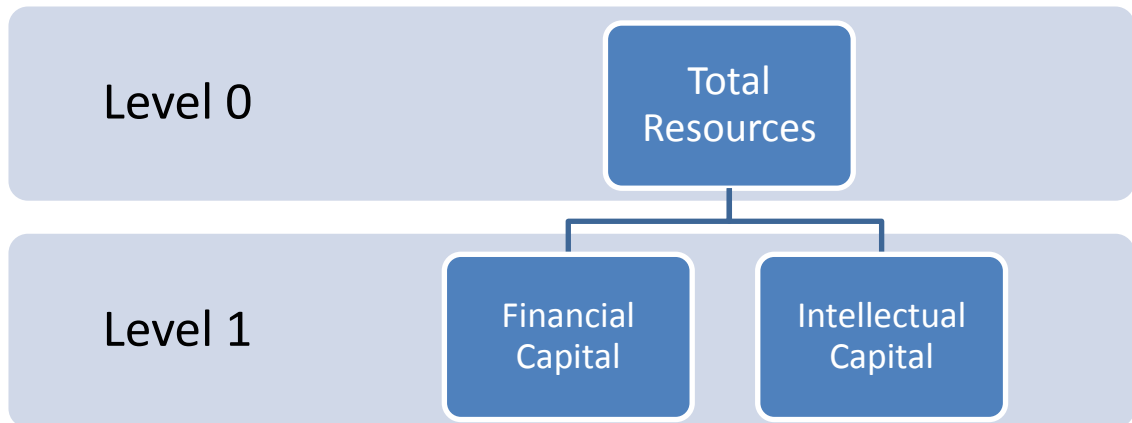 Level 0
Total
Resources
Level 1
Financial
Capital
Intellectual
Capital